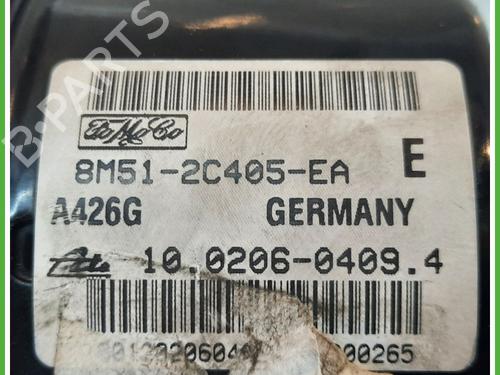 FoMoCo
8M51-2C405-EA E
A426G GERMANY
Ate 10.0206-0409.4
B-PARTS